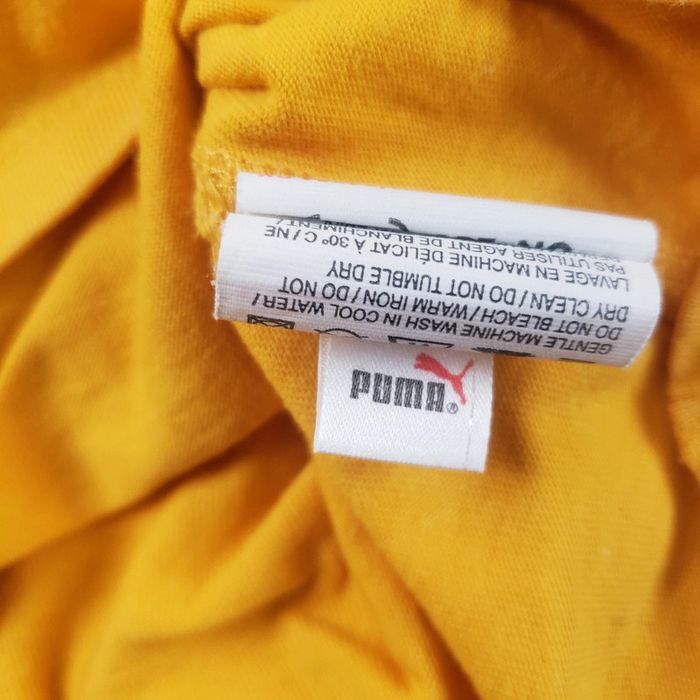 GENTLE MACHINE WASH IN COOL WATER/
DO NOT BLEACH / WARM IRON / DO NOT
DRY CLEAN / DO NOT TUMBLE DRY
LAVAGE EN MACHINE DÉLICAT À 30° C / NE
PAS UTILISER AGENT DE BLANCHIMENT/
PUMA®